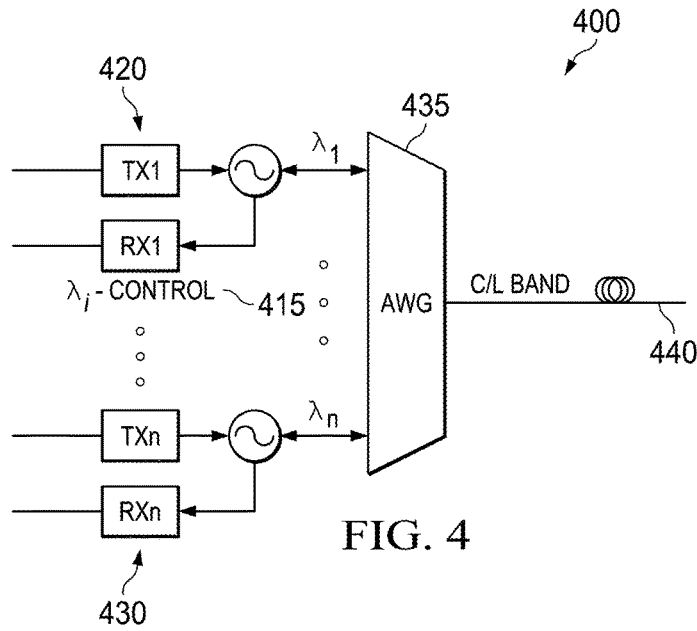 400
420
435
TX1
λ1
RX1
λi - CONTROL
415
AWG
C/L BAND
440
TXn
λn
RXn
FIG. 4
430